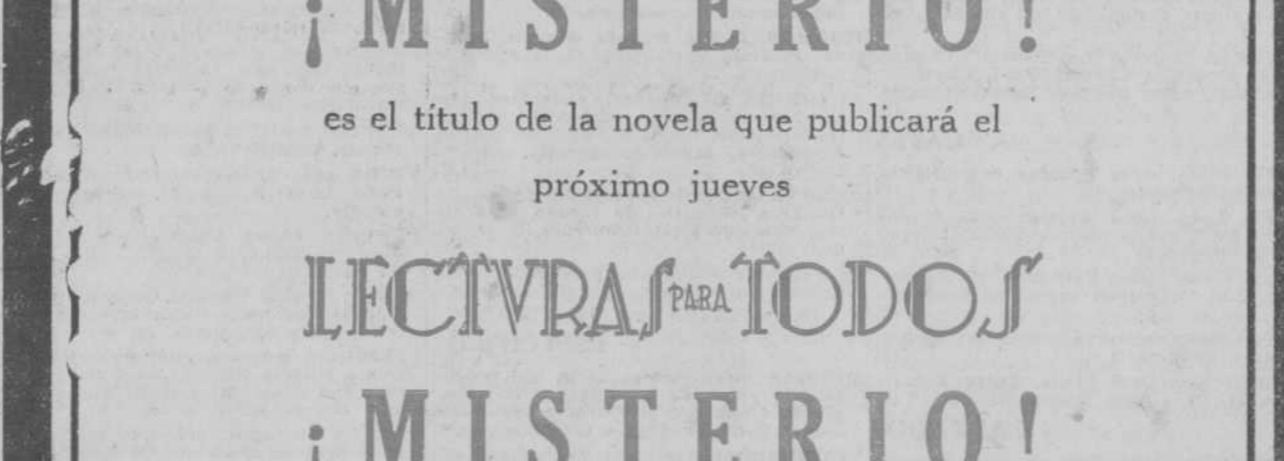 ¡MISTERIO!
es el título de la novela que publicará el
próximo jueves
LECTVRAS PARA TODOS
¡MISTERIO!